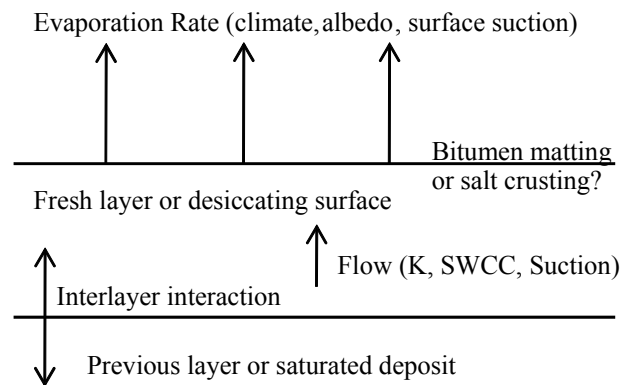 Evaporation Rate (climate, albedo, surface suction)
Bitumen matting
or salt crusting?
Fresh layer or desiccating surface
Flow (K, SWCC, Suction)
Interlayer interaction
Previous layer or saturated deposit